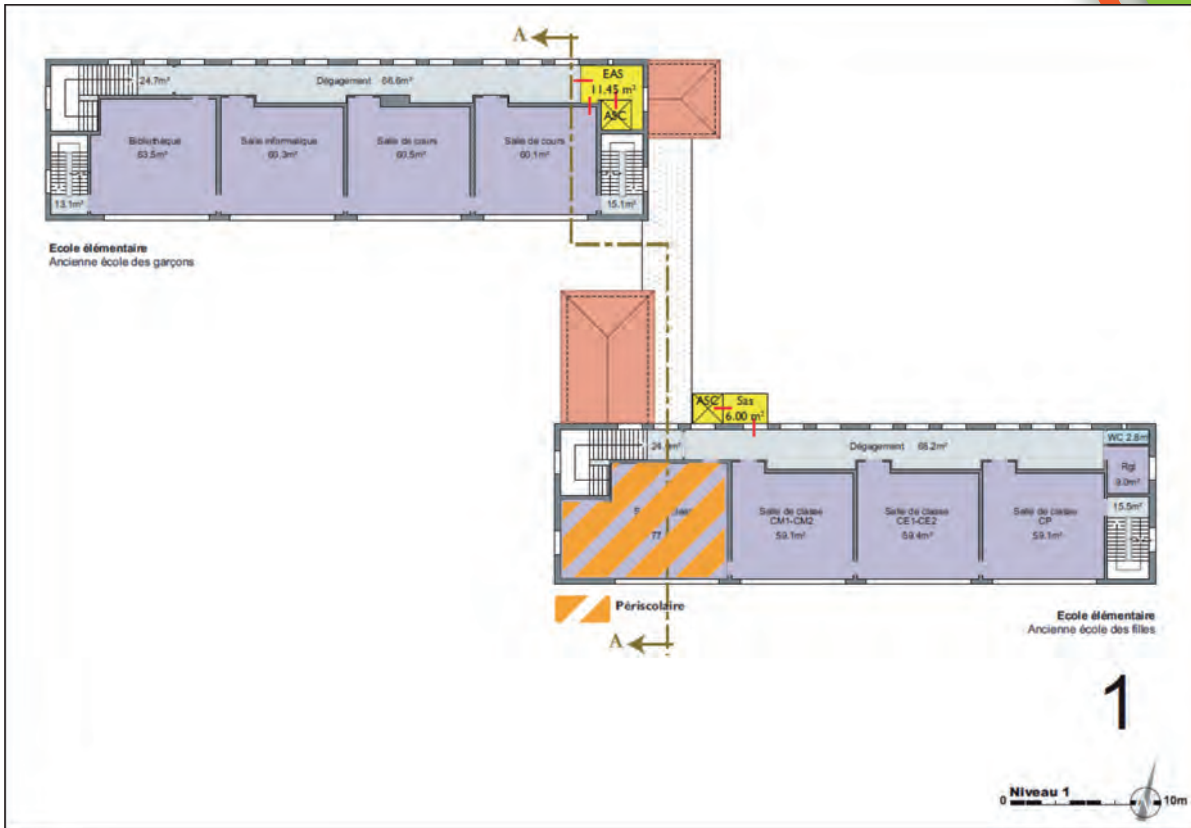 A
24.7m²
Dégagement 66.6m²
EAS
11.45 m²
ASC
Bibliothèque
63.5m²
Salle informatique
60.3m²
Salle de cours
60.5m²
Salle de cours
60.1m²
13.1m²
15.1m²
Ecole élémentaire
Ancienne école des garçons
ASC
Sas
6.00 m²
Dégagement 66.2m²
WC 2.8m
Rgt
9.0m²
77
Salle de classe
CM1-CM2
59.1m²
Salle de classe
CE1-CE2
59.4m²
Salle de classe
CP
59.1m²
15.5m²
Périscolaire
Ecole élémentaire
Ancienne école des filles
A
1
Niveau 1
0
10m